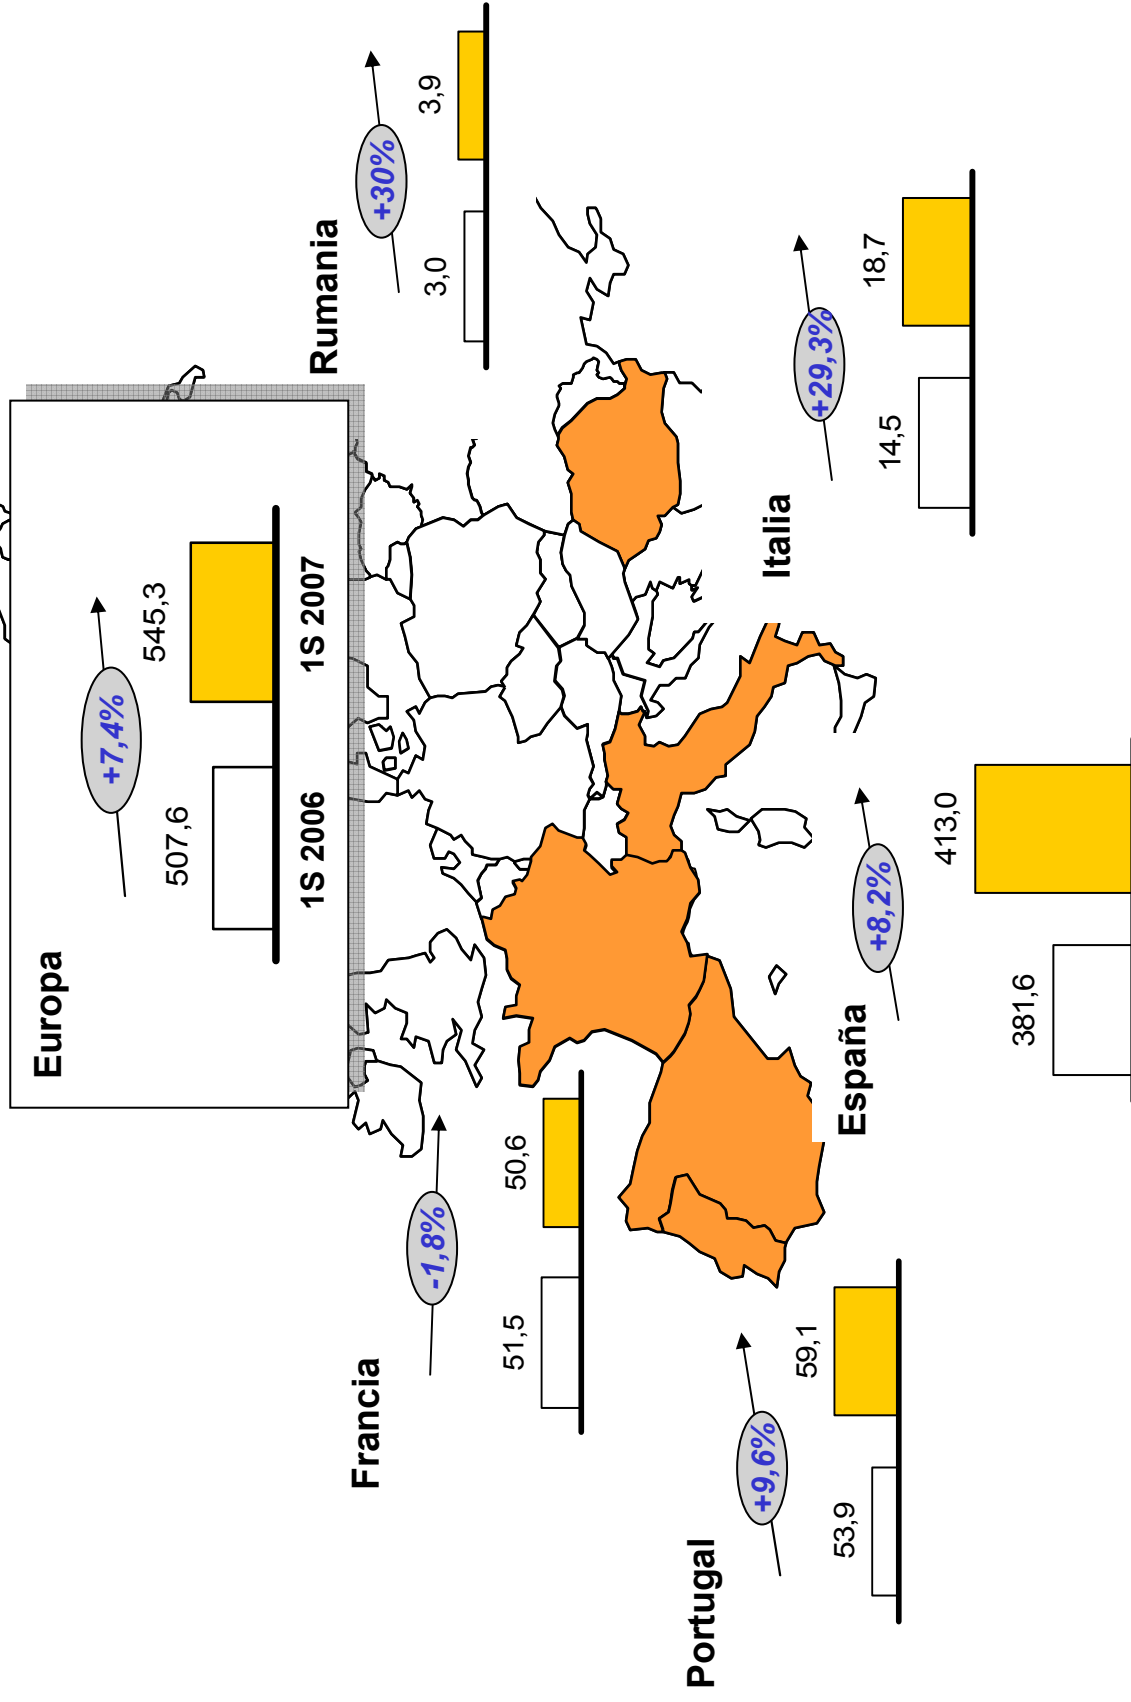 Europa
+7,4%
507,6
545,3
1S 2006
1S 2007
Rumania
+30%
3,0
3,9
Francia
-1,8%
51,5
50,6
Italia
+29,3%
14,5
18,7
Portugal
+9,6%
53,9
59,1
España
+8,2%
381,6
413,0